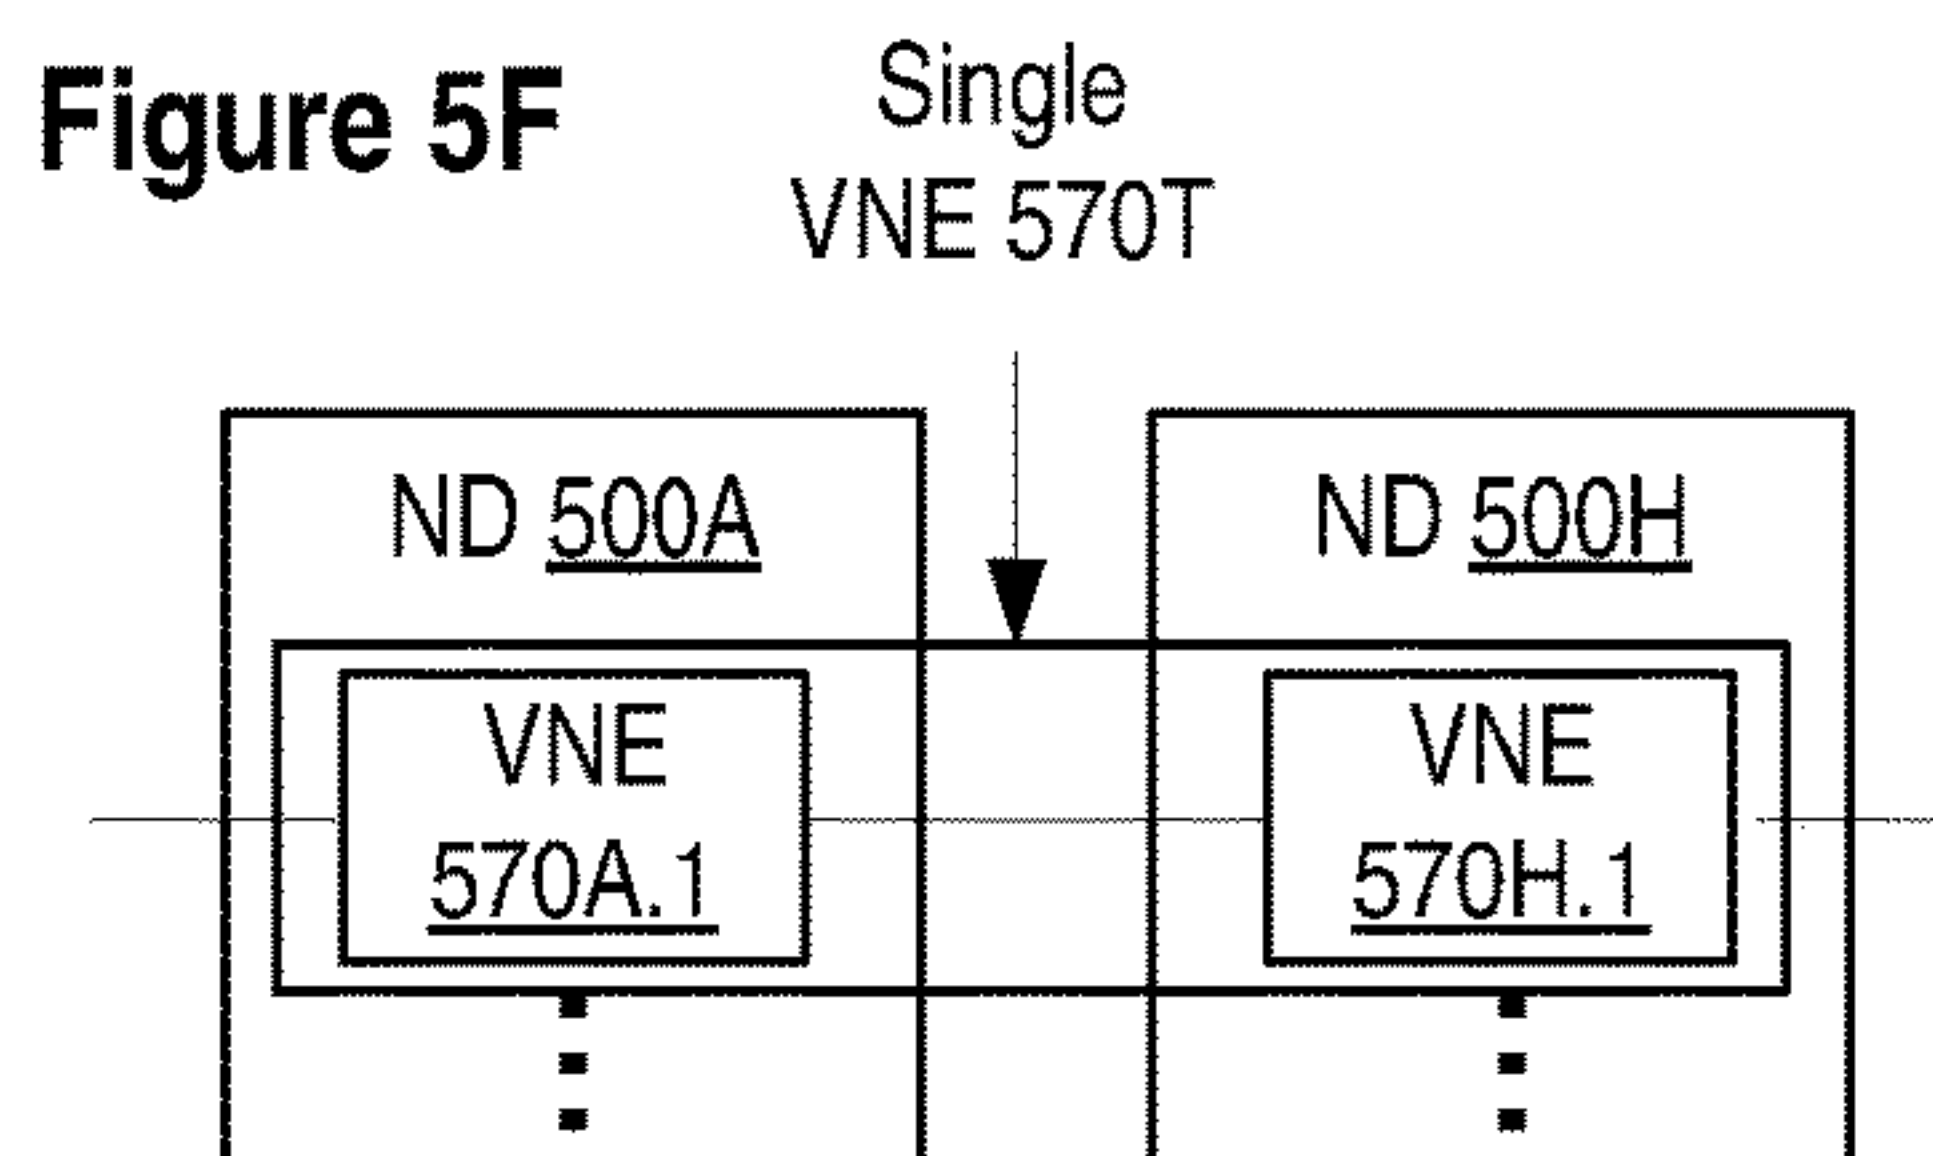 Figure 5F
Single
VNE 570T
ND 500A
ND 500H
VNE
570A.1
VNE
570H.1